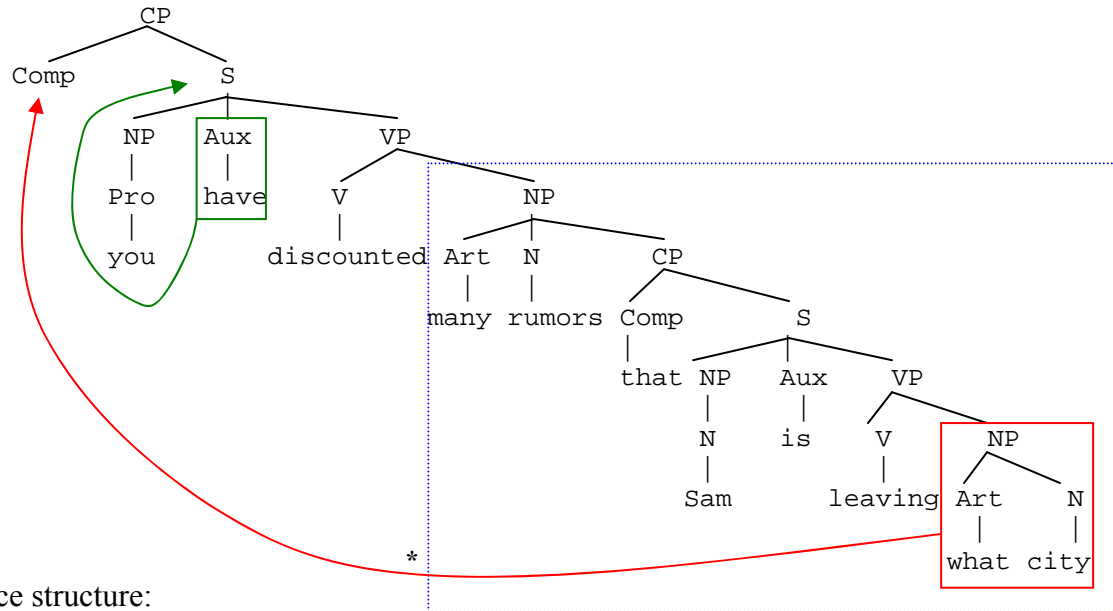 CP
Comp S
NP Aux VP
Pro have V NP
you discounted Art N CP
many rumors Comp S
that NP Aux VP
N is V NP
Sam leaving Art N
* what city
ce structure: